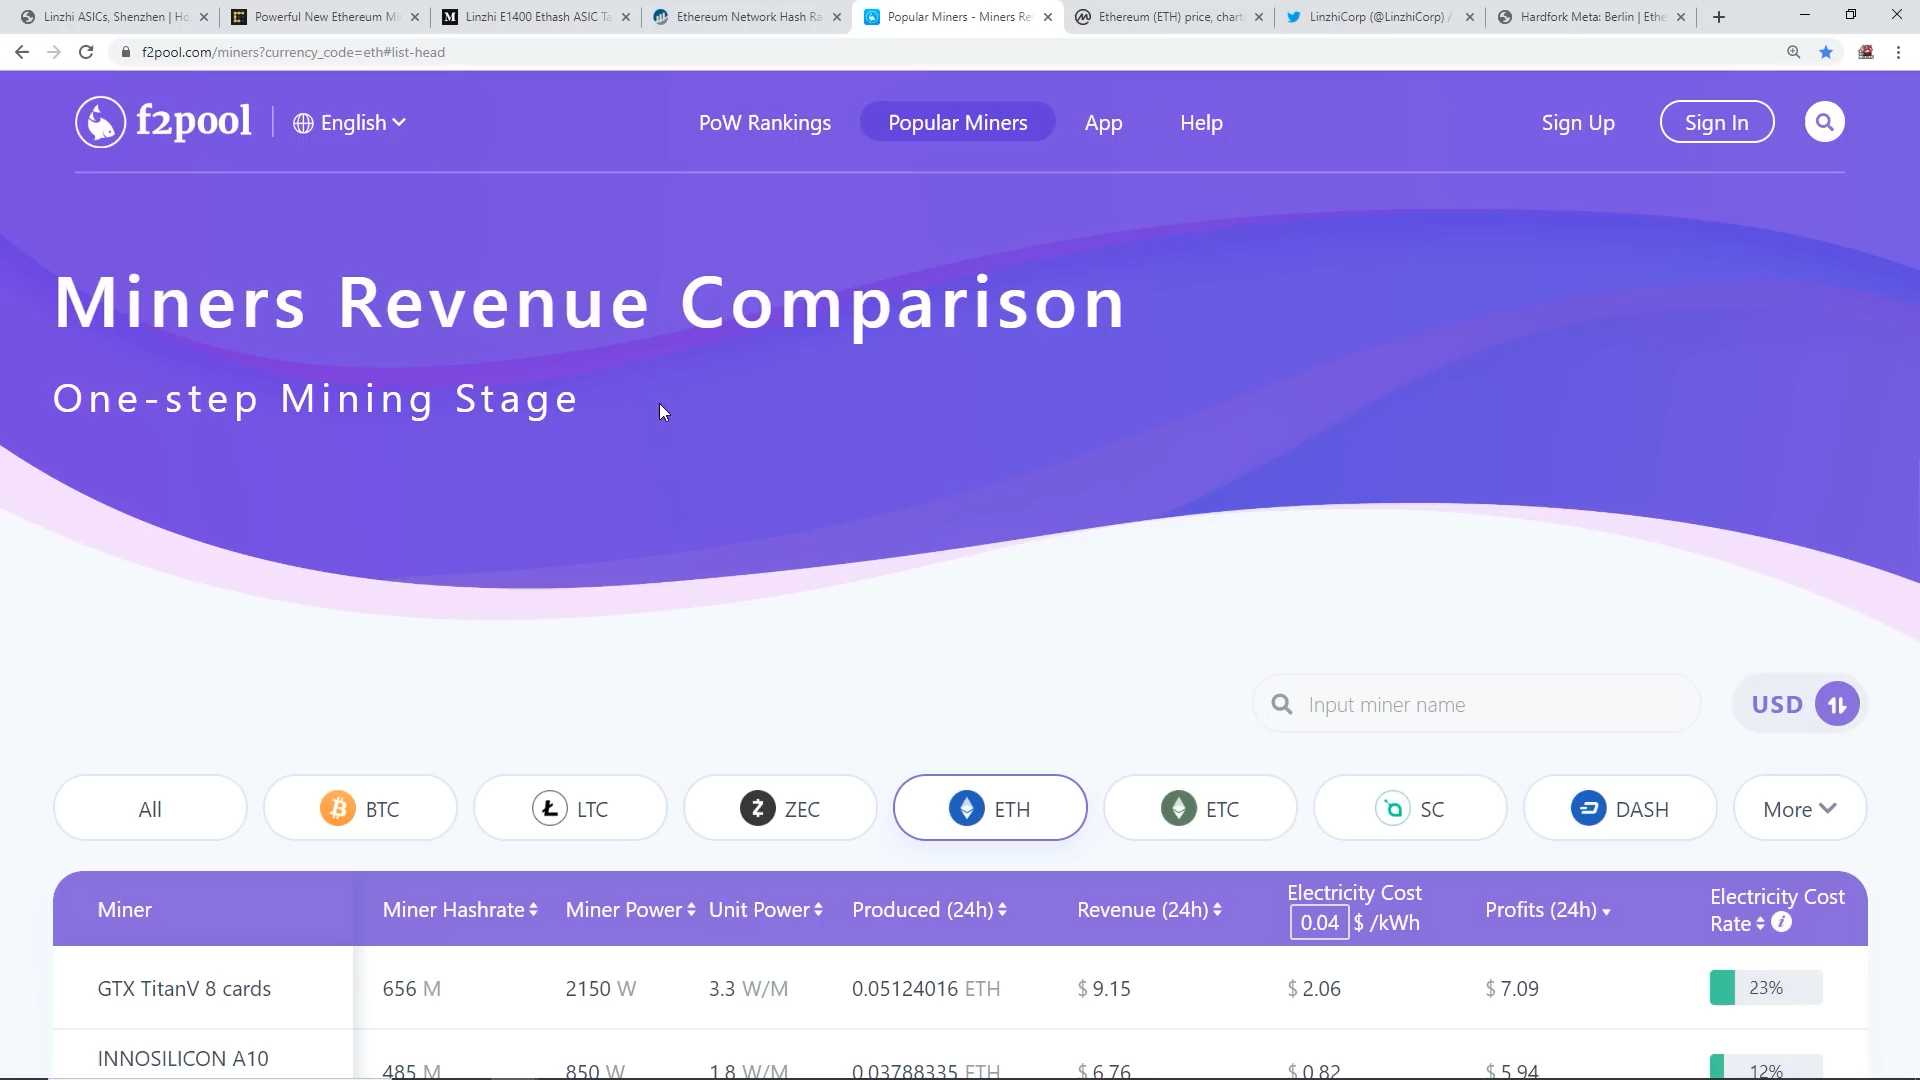 Linzhi ASICs, Shenzhen | Ho
Powerful New Ethereum Mi
Linzhi E1400 Ethash ASIC Ta
Ethereum Network Hash Ra
Popular Miners - Miners Re
Ethereum (ETH) price, chart
LinzhiCorp (@LinzhiCorp) /
Hardfork Meta: Berlin | Ethe
f2pool.com/miners?currency_code=eth#list-head
f2pool
English
PoW Rankings
Popular Miners
App
Help
Sign Up
Sign In
Miners Revenue Comparison
One-step Mining Stage
Input miner name
USD
All
BTC
LTC
ZEC
ETH
ETC
SC
DASH
More
Miner
Miner Hashrate
Miner Power
Unit Power
Produced (24h)
Revenue (24h)
Electricity Cost
0.04 $ /kWh
Profits (24h)
Electricity Cost
Rate
GTX TitanV 8 cards
656 M
2150 W
3.3 W/M
0.05124016 ETH
$ 9.15
$ 2.06
$ 7.09
23%
INNOSILICON A10
485 M
850 W
1.8 W/M
0.03788335 ETH
$ 6.76
$ 0.82
$ 5.94
12%